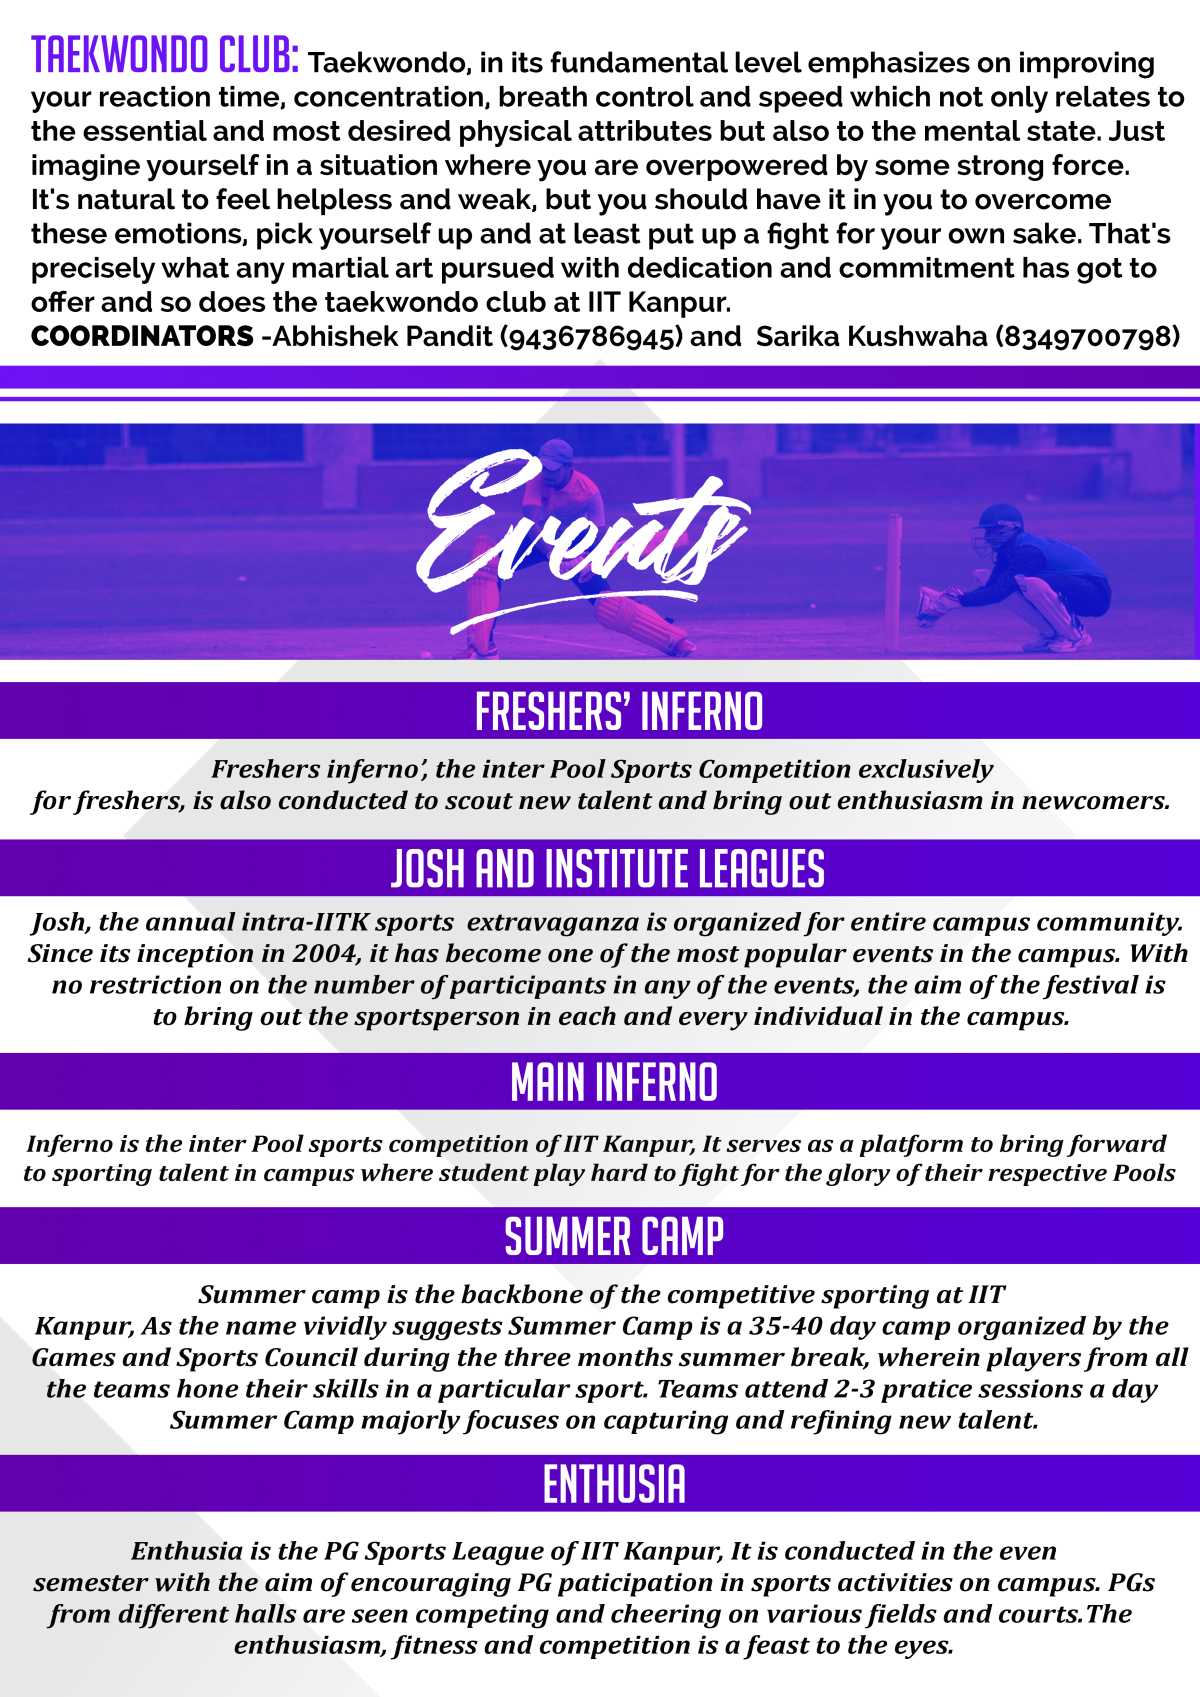 TAEKWONDO CLUB: Taekwondo, in its fundamental level emphasizes on improving
your reaction time, concentration, breath control and speed which not only relates to
the essential and most desired physical attributes but also to the mental state. Just
imagine yourself in a situation where you are overpowered by some strong force.
It's natural to feel helpless and weak, but you should have it in you to overcome
these emotions, pick yourself up and at least put up a fight for your own sake. That's
precisely what any martial art pursued with dedication and commitment has got to
offer and so does the taekwondo club at IIT Kanpur.
COORDINATORS -Abhishek Pandit (9436786945) and  Sarika Kushwaha (8349700798)
Events
FRESHERS’ INFERNO
Freshers inferno’, the inter Pool Sports Competition exclusively
for freshers, is also conducted to scout new talent and bring out enthusiasm in newcomers.
JOSH AND INSTITUTE LEAGUES
Josh, the annual intra-IITK sports  extravaganza is organized for entire campus community.
Since its inception in 2004, it has become one of the most popular events in the campus. With
no restriction on the number of participants in any of the events, the aim of the festival is
to bring out the sportsperson in each and every individual in the campus.
MAIN INFERNO
Inferno is the inter Pool sports competition of IIT Kanpur, It serves as a platform to bring forward
to sporting talent in campus where student play hard to fight for the glory of their respective Pools
SUMMER CAMP
Summer camp is the backbone of the competitive sporting at IIT
Kanpur, As the name vividly suggests Summer Camp is a 35-40 day camp organized by the
Games and Sports Council during the three months summer break, wherein players from all
the teams hone their skills in a particular sport. Teams attend 2-3 pratice sessions a day
Summer Camp majorly focuses on capturing and refining new talent.
ENTHUSIA
Enthusia is the PG Sports League of IIT Kanpur, It is conducted in the even
semester with the aim of encouraging PG paticipation in sports activities on campus. PGs
from different halls are seen competing and cheering on various fields and courts.The
enthusiasm, fitness and competition is a feast to the eyes.